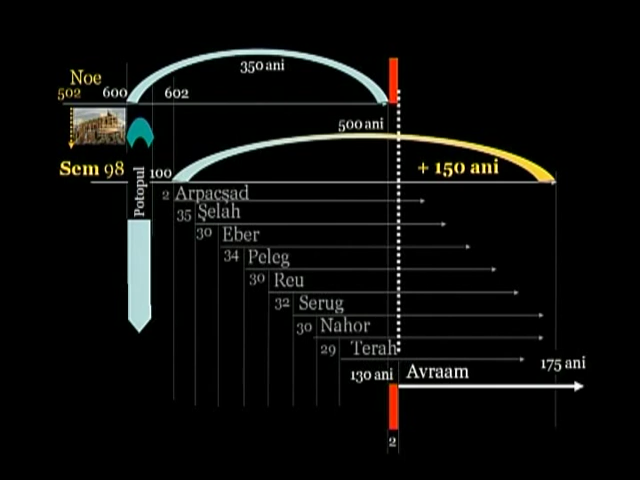 350 ani
Noe
502 600 602
500 ani
Sem 98 100 + 150 ani
Potopul
2 Arpacșad
35 Șelah
30 Eber
34 Peleg
30 Reu
32 Serug
30 Nahor
29 Terah
175 ani
130 ani Avraam
2